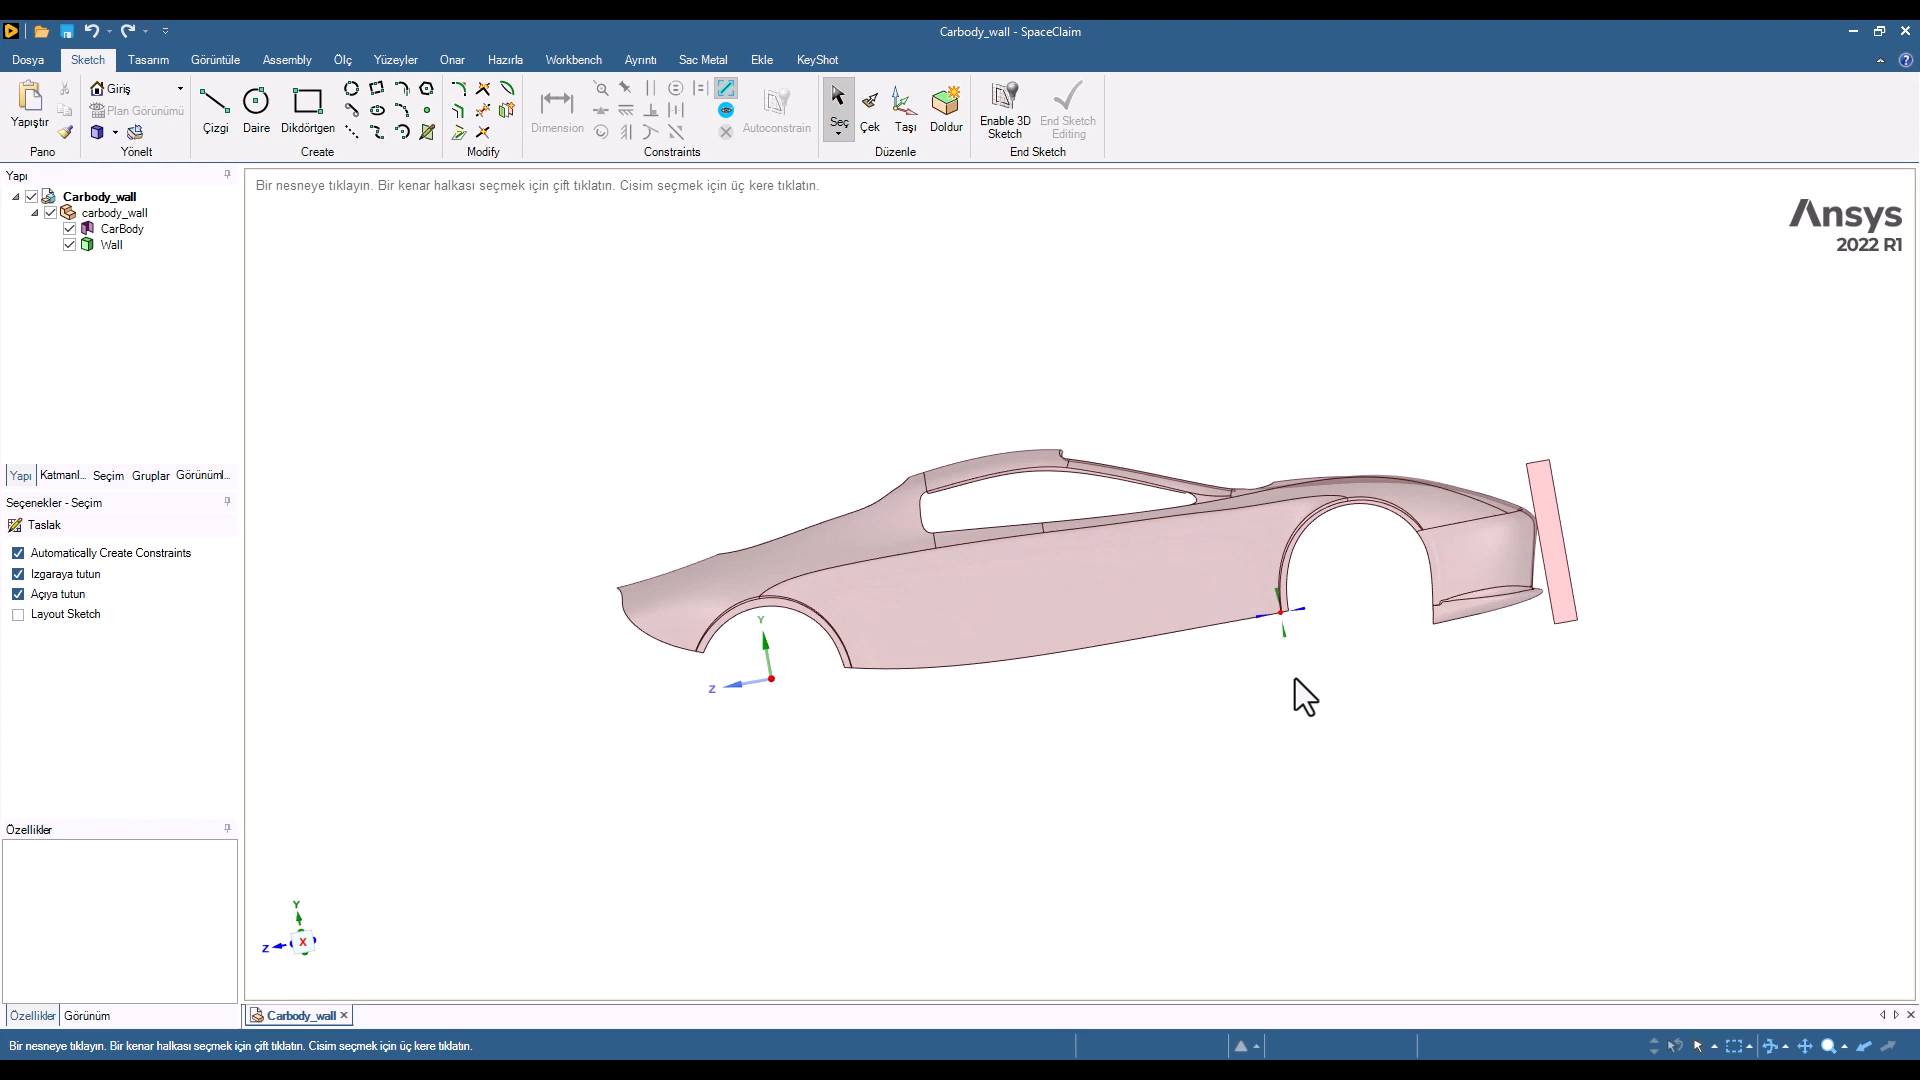 Carbody_wall - SpaceClaim
Dosya Sketch Tasarım Görüntüle Assembly Ölç Yüzeyler Onar Hazırla Workbench Ayrıntı Sac Metal Ekle KeyShot
Yapıştır
Pano
Giriş
Plan Görünümü
Yönelt
Çizgi Daire Dikdörtgen
Create
Modify
Dimension
Autoconstrain
Constraints
Seç Çek Taşı Doldur
Düzenle
Enable 3D Sketch
End Sketch Editing
End Sketch
Yapı
Carbody_wall
carbody_wall
CarBody
Wall
Yapı Katmanl... Seçim Gruplar Görünüml...
Seçenekler - Seçim
Taslak
Automatically Create Constraints
Izgaraya tutun
Açıya tutun
Layout Sketch
Özellikler
Özellikler Görünüm
Bir nesneye tıklayın. Bir kenar halkası seçmek için çift tıklatın. Cisim seçmek için üç kere tıklatın.
Ansys
2022 R1
Y
Z
Y
Z
X
Carbody_wall
Bir nesneye tıklayın. Bir kenar halkası seçmek için çift tıklatın. Cisim seçmek için üç kere tıklatın.